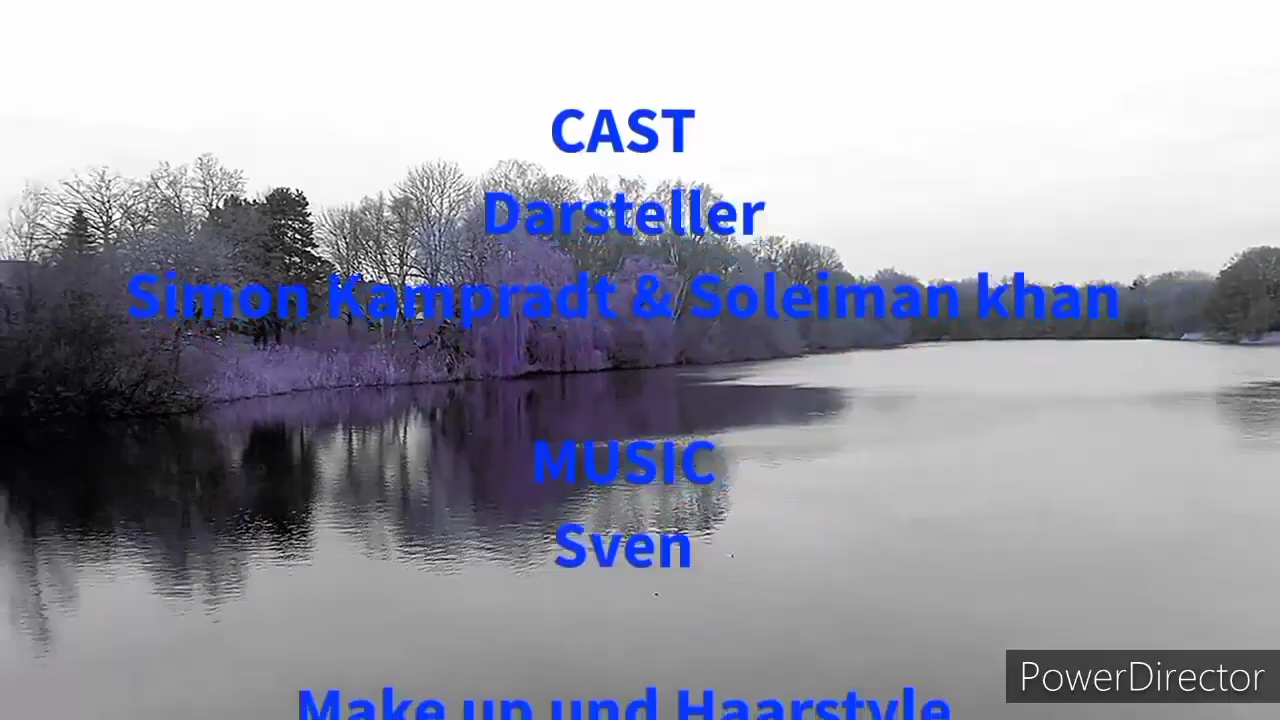 CAST
Darsteller
Simon Kampradt & Soleiman khan
MUSIC
Sven
Make up und Haarstyle
PowerDirector